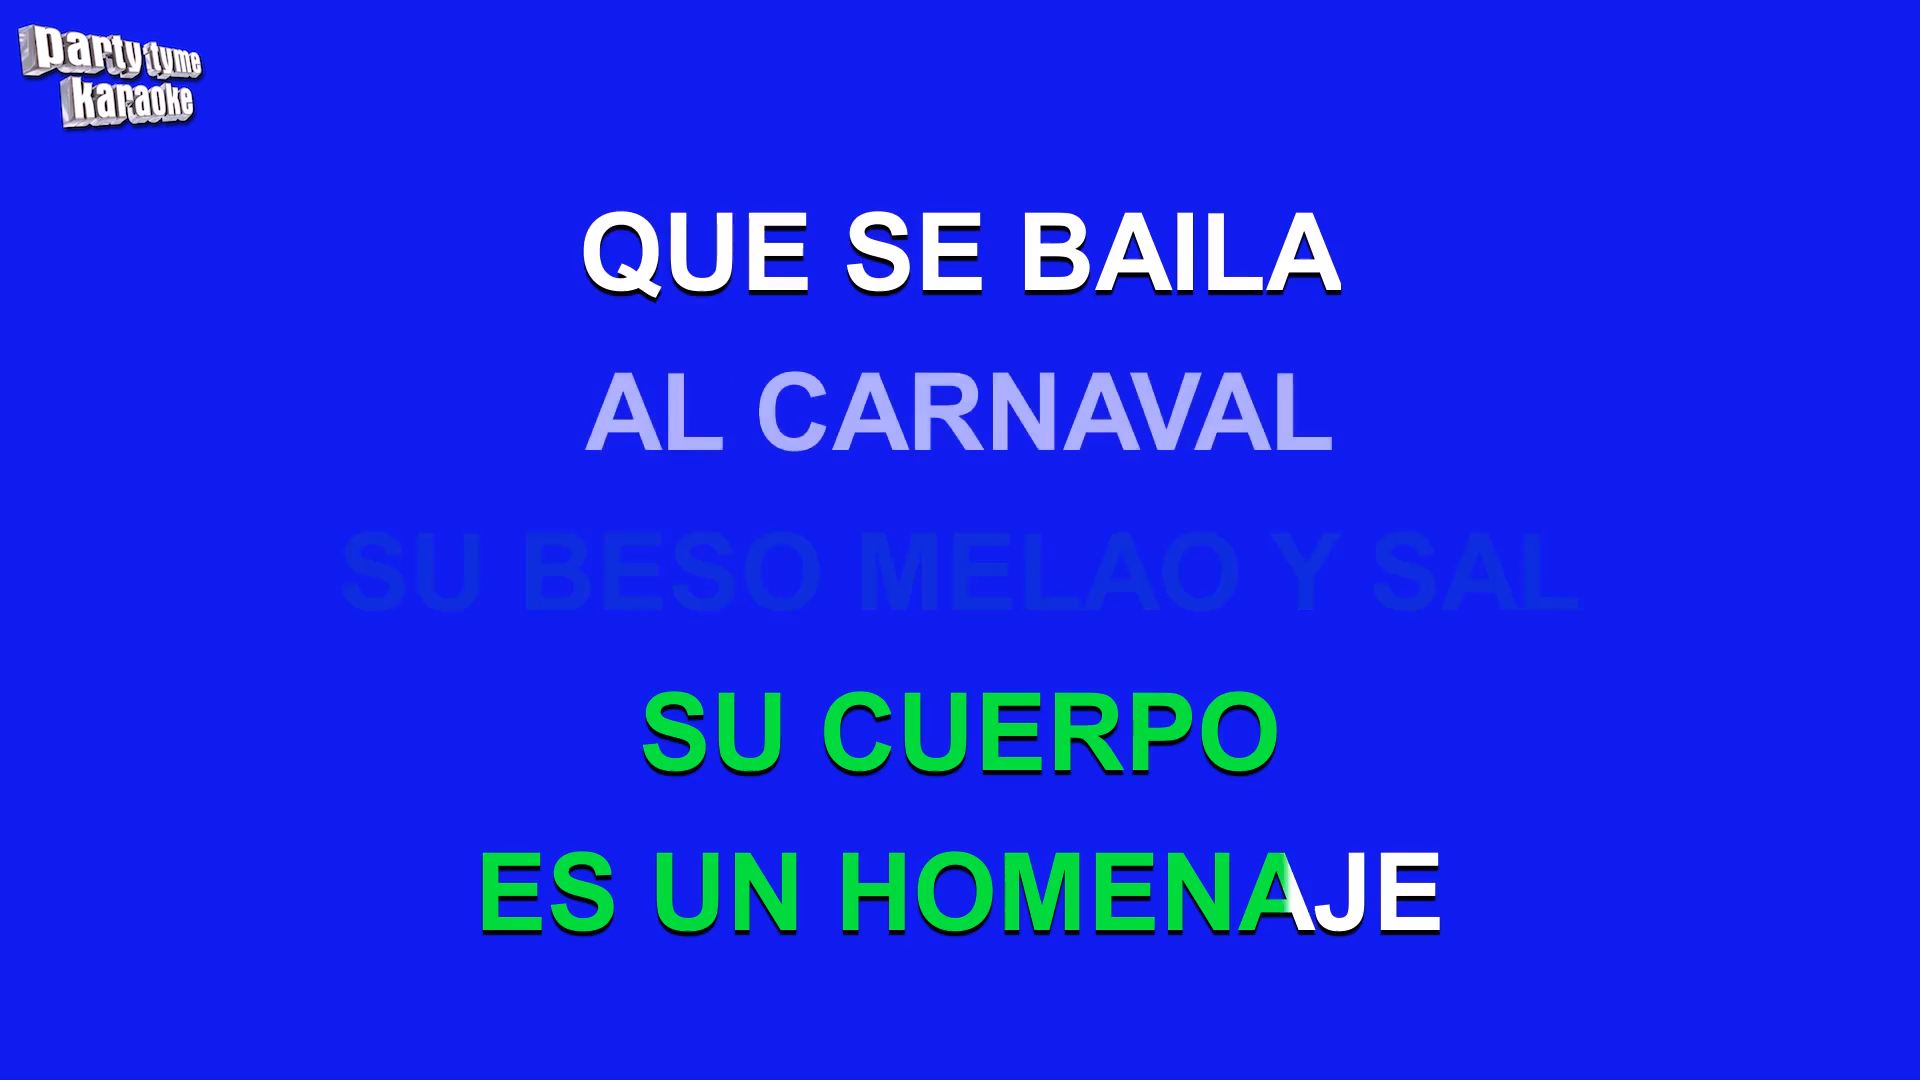 party tyme
karaoke
QUE SE BAILA
AL CARNAVAL
SU BESO MELAO Y SAL
SU CUERPO
ES UN HOMENAJE